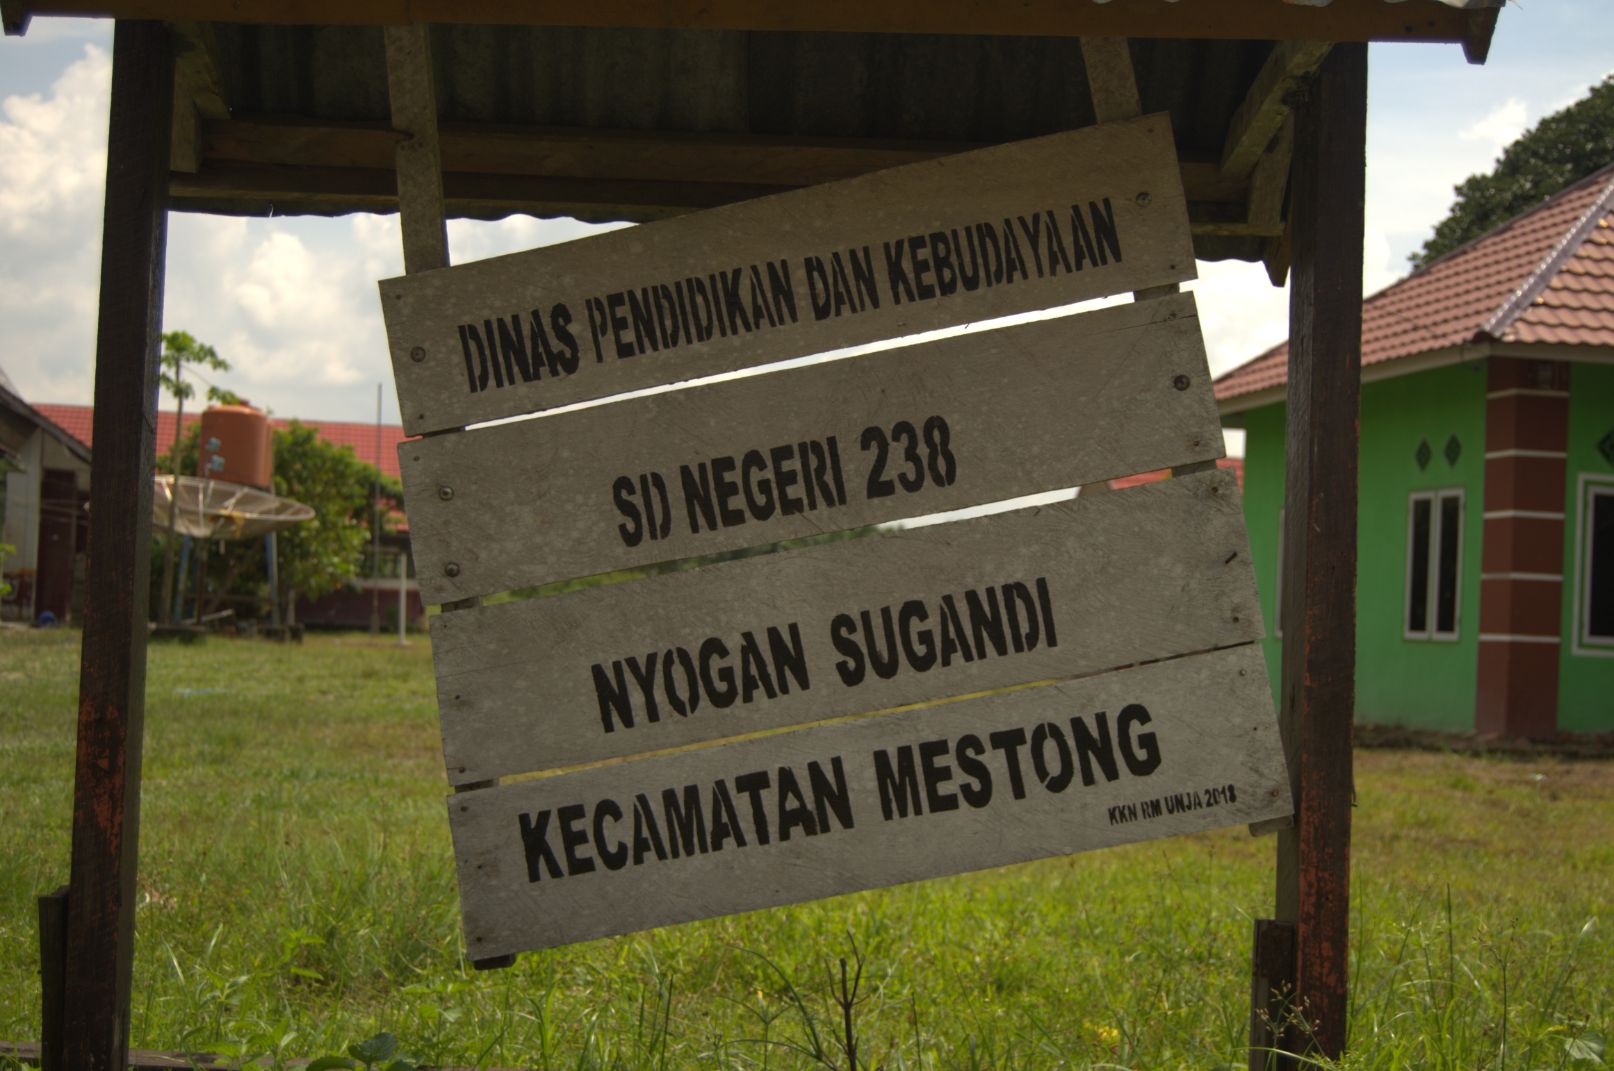 DINAS PENDIDIKAN DAN KEBUDAYAAN
SD NEGERI 238
NYOGAN SUGANDI
KECAMATAN MESTONG
KKN RM UNJA 2018